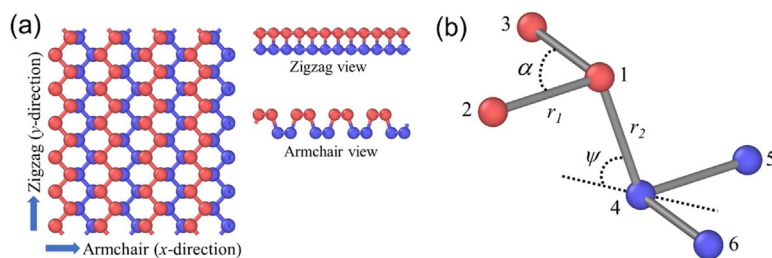 (a)
Zigzag (y-direction)
Armchair (x-direction)
Zigzag view
Armchair view
(b)
3
1
α
2
r1
r2
ψ
4
5
6